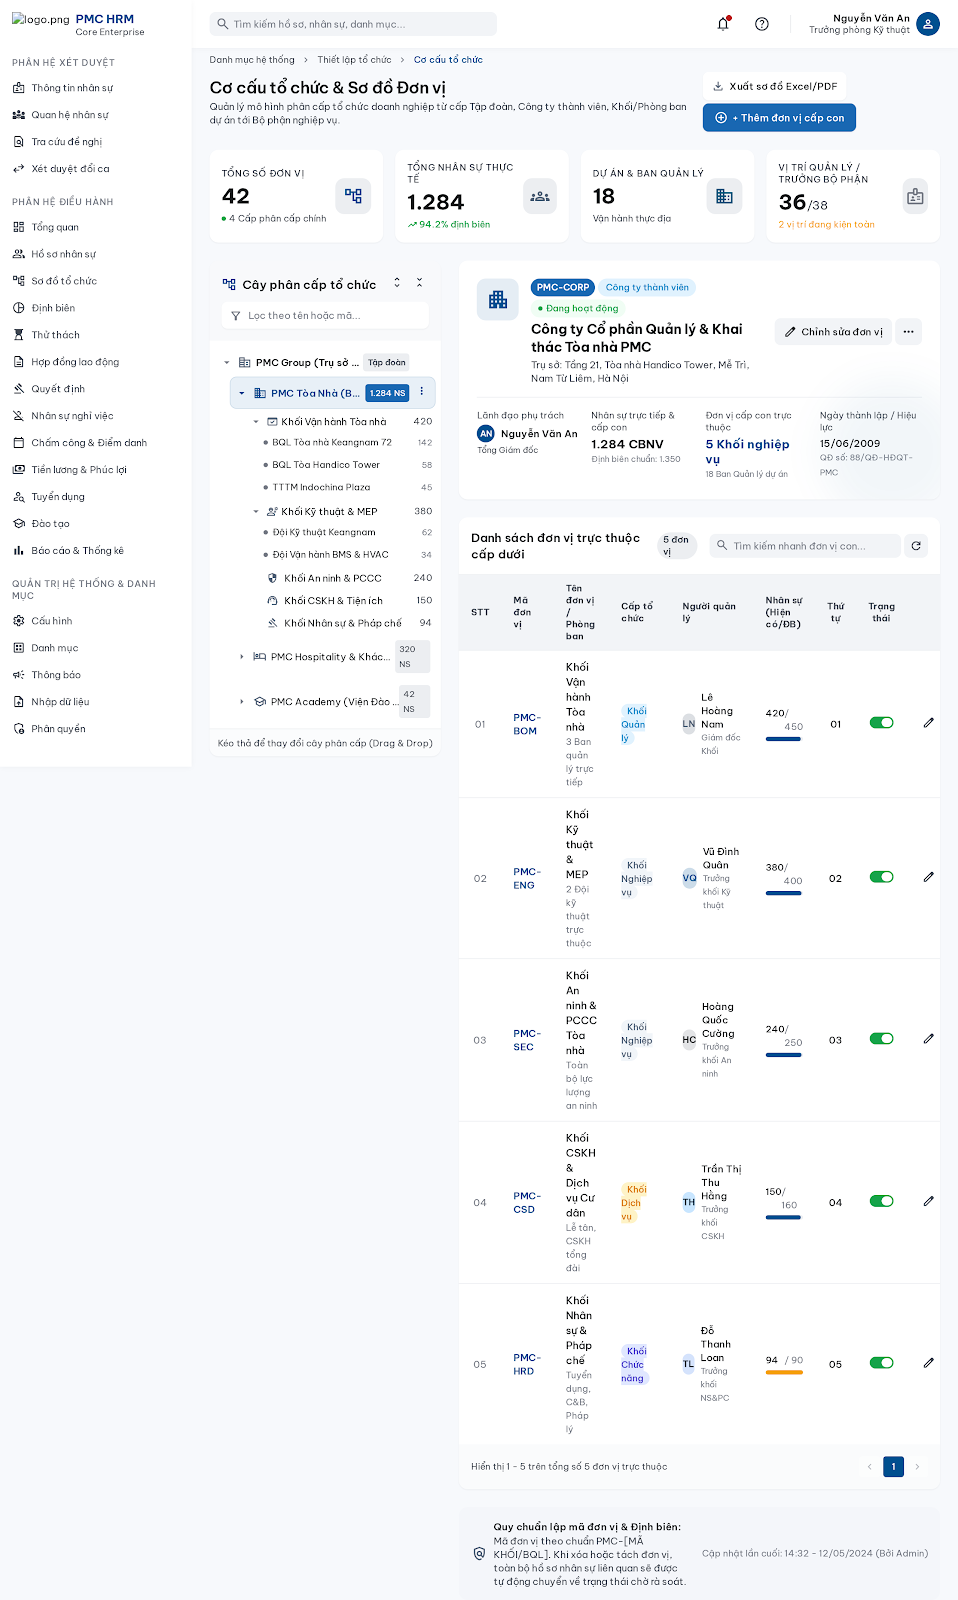 logo.png
PMC HRM
Core Enterprise
Tìm kiếm hồ sơ, nhân sự, danh mục...
Nguyễn Văn An
Trưởng phòng Kỹ thuật
PHÂN HỆ XÉT DUYỆT
Thông tin nhân sự
Quan hệ nhân sự
Tra cứu đề nghị
Xét duyệt đổi ca
PHÂN HỆ ĐIỀU HÀNH
Tổng quan
Hồ sơ nhân sự
Sơ đồ tổ chức
Định biên
Thử thách
Hợp đồng lao động
Quyết định
Nhân sự nghỉ việc
Chấm công & Điểm danh
Tiền lương & Phúc lợi
Tuyển dụng
Đào tạo
Báo cáo & Thống kê
QUẢN TRỊ HỆ THỐNG & DANH
MỤC
Cấu hình
Danh mục
Thông báo
Nhập dữ liệu
Phân quyền
Danh mục hệ thống > Thiết lập tổ chức > Cơ cấu tổ chức
Cơ cấu tổ chức & Sơ đồ Đơn vị
Quản lý mô hình phân cấp tổ chức doanh nghiệp từ cấp Tập đoàn, Công ty thành viên, Khối/Phòng ban
dự án tới Bộ phận nghiệp vụ.
Xuất sơ đồ Excel/PDF
+ Thêm đơn vị cấp con
TỔNG SỐ ĐƠN VỊ
42
4 Cấp phân cấp chính
TỔNG NHÂN SỰ THỰC
TẾ
1.284
94.2% định biên
DỰ ÁN & BAN QUẢN LÝ
18
Vận hành thực địa
VỊ TRÍ QUẢN LÝ /
TRƯỞNG BỘ PHẬN
36/38
2 vị trí đang kiện toàn
Cây phân cấp tổ chức
Lọc theo tên hoặc mã...
PMC Group (Trụ sở ... Tập đoàn
PMC Tòa Nhà (B... 1.284 NS
Khối Vận hành Tòa nhà 420
BQL Tòa nhà Keangnam 72 142
BQL Tòa Handico Tower 58
TTTM Indochina Plaza 45
Khối Kỹ thuật & MEP 380
Đội Kỹ thuật Keangnam 62
Đội Vận hành BMS & HVAC 34
Khối An ninh & PCCC 240
Khối CSKH & Tiện ích 150
Khối Nhân sự & Pháp chế 94
PMC Hospitality & Khác... 320
NS
PMC Academy (Viện Đào ... 42
NS
Kéo thả để thay đổi cây phân cấp (Drag & Drop)
PMC-CORP Công ty thành viên
Đang hoạt động
Công ty Cổ phần Quản lý & Khai
thác Tòa nhà PMC
Trụ sở: Tầng 21, Tòa nhà Handico Tower, Mễ Trì,
Nam Từ Liêm, Hà Nội
Chỉnh sửa đơn vị
Lãnh đạo phụ trách
AN Nguyễn Văn An
Tổng Giám đốc
Nhân sự trực tiếp &
cấp con
1.284 CBNV
Định biên chuẩn: 1.350
Đơn vị cấp con trực
thuộc
5 Khối nghiệp
vụ
18 Ban Quản lý dự án
Ngày thành lập / Hiệu
lực
15/06/2009
QĐ số: 88/QĐ-HĐQT-
PMC
Danh sách đơn vị trực thuộc
cấp dưới
5 đơn
vị
Tìm kiếm nhanh đơn vị con...
STT
Mã
đơn
vị
Tên
đơn vị
/
Phòng
ban
Cấp tổ
chức
Người quản
lý
Nhân sự
(Hiện
có/ĐB)
Thứ
tự
Trạng
thái
01
PMC-
BOM
Khối
Vận
hành
Tòa
nhà
3 Ban
quản
lý trực
tiếp
Khối
Quản
lý
LN
Lê
Hoàng
Nam
Giám đốc
Khối
420/
450
01
02
PMC-
ENG
Khối
Kỹ
thuật
&
MEP
2 Đội
kỹ
thuật
trực
thuộc
Khối
Nghiệp
vụ
VQ
Vũ Đình
Quân
Trưởng
khối Kỹ
thuật
380/
400
02
03
PMC-
SEC
Khối
An
ninh &
PCCC
Tòa
nhà
Toàn
bộ lực
lượng
an ninh
Khối
Nghiệp
vụ
HC
Hoàng
Quốc
Cường
Trưởng
khối An
ninh
240/
250
03
04
PMC-
CSD
Khối
CSKH
&
Dịch
vụ Cư
dân
Lễ tân,
CSKH
tổng
đài
Khối
Dịch
vụ
TH
Trần Thị
Thu
Hằng
Trưởng
khối
CSKH
150/
160
04
05
PMC-
HRD
Khối
Nhân
sự &
Pháp
chế
Tuyển
dụng,
C&B,
Pháp
lý
Khối
Chức
năng
TL
Đỗ
Thanh
Loan
Trưởng
khối
NS&PC
94 / 90
05
Hiển thị 1 - 5 trên tổng số 5 đơn vị trực thuộc
1
Quy chuẩn lập mã đơn vị & Định biên:
Mã đơn vị theo chuẩn PMC-[MÃ
KHỐI/BQL]. Khi xóa hoặc tách đơn vị,
toàn bộ hồ sơ nhân sự liên quan sẽ được
tự động chuyển về trạng thái chờ rà soát.
Cập nhật lần cuối: 14:32 - 12/05/2024 (Bởi Admin)